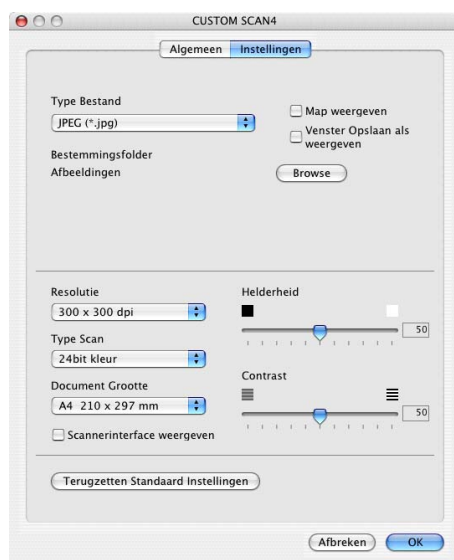 CUSTOM SCAN4
Algemeen
Instellingen
Type Bestand
JPEG (*.jpg)
Map weergeven
Venster Opslaan als
weergeven
Bestemmingsfolder
Afbeeldingen
Browse
Resolutie
300 x 300 dpi
Type Scan
24bit kleur
Document Grootte
A4 210 x 297 mm
Scannerinterface weergeven
Helderheid
50
Contrast
50
Terugzetten Standaard Instellingen
Afbreken
OK